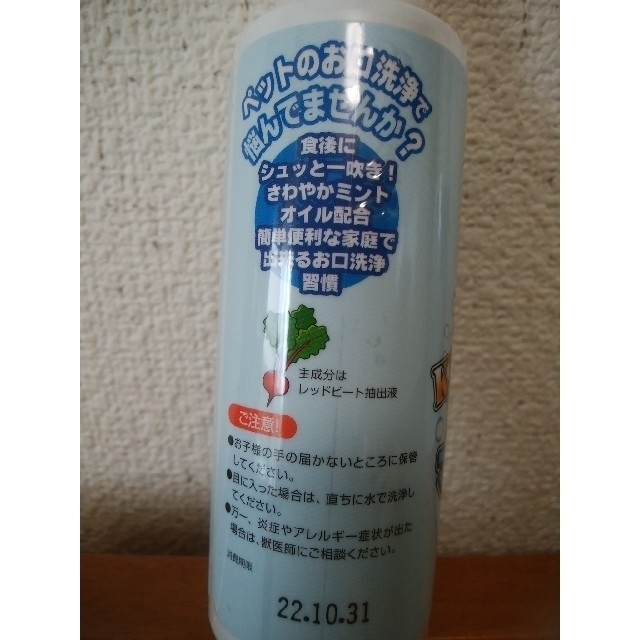 ペットのお口洗浄で
悩んでませんか？
食後に
シュッと一吹き！
さわやかミント
オイル配合
簡単便利な家庭で
出来るお口洗浄
習慣
主成分は
レッドビート抽出液
ご注意！
●お子様の手の届かないところに保管
してください。
●目に入った場合は、直ちに水で洗浄し
てください。
●万一、炎症やアレルギー症状が出た
場合は、獣医師にご相談ください。
消費期限
22.10.31